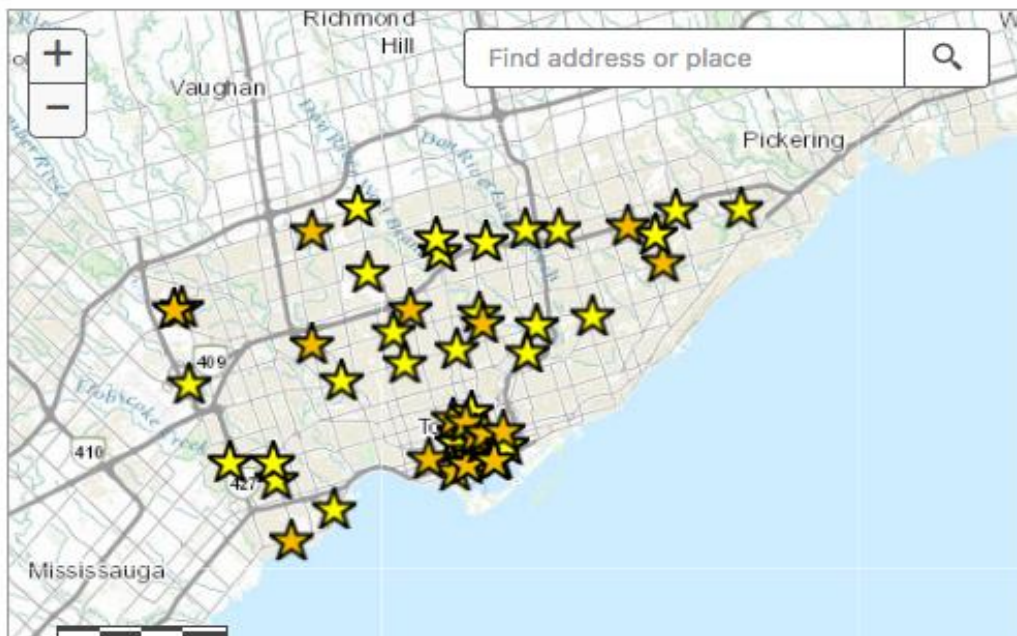 Richmond
Hill
+
Find address or place
Vaughan
−
Pickering
409
410
427
Mississauga